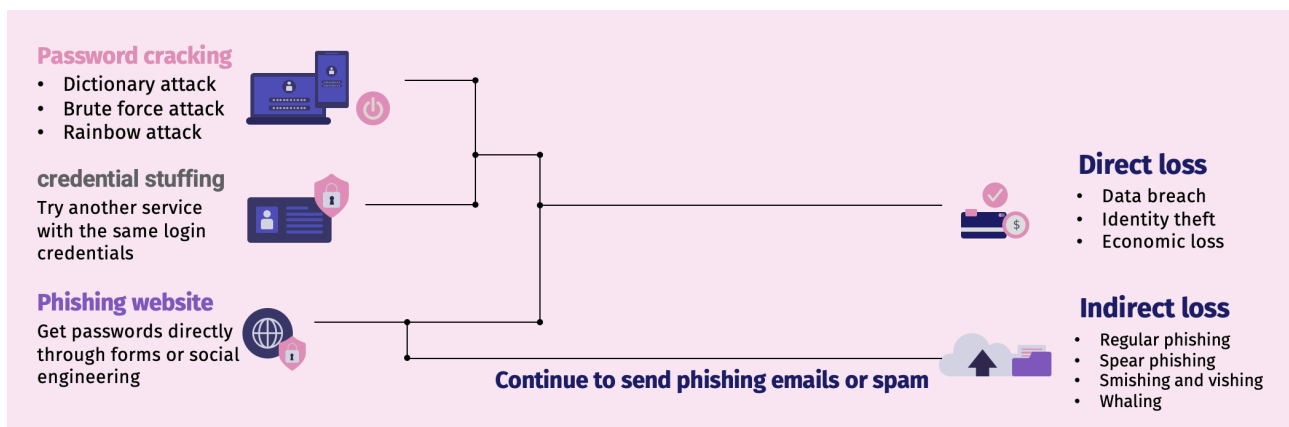 Password cracking
• Dictionary attack
• Brute force attack
• Rainbow attack
credential stuffing
Try another service
with the same login
credentials
Phishing website
Get passwords directly
through forms or social
engineering
Continue to send phishing emails or spam
Direct loss
• Data breach
• Identity theft
• Economic loss
$
Indirect loss
• Regular phishing
• Spear phishing
• Smishing and vishing
• Whaling